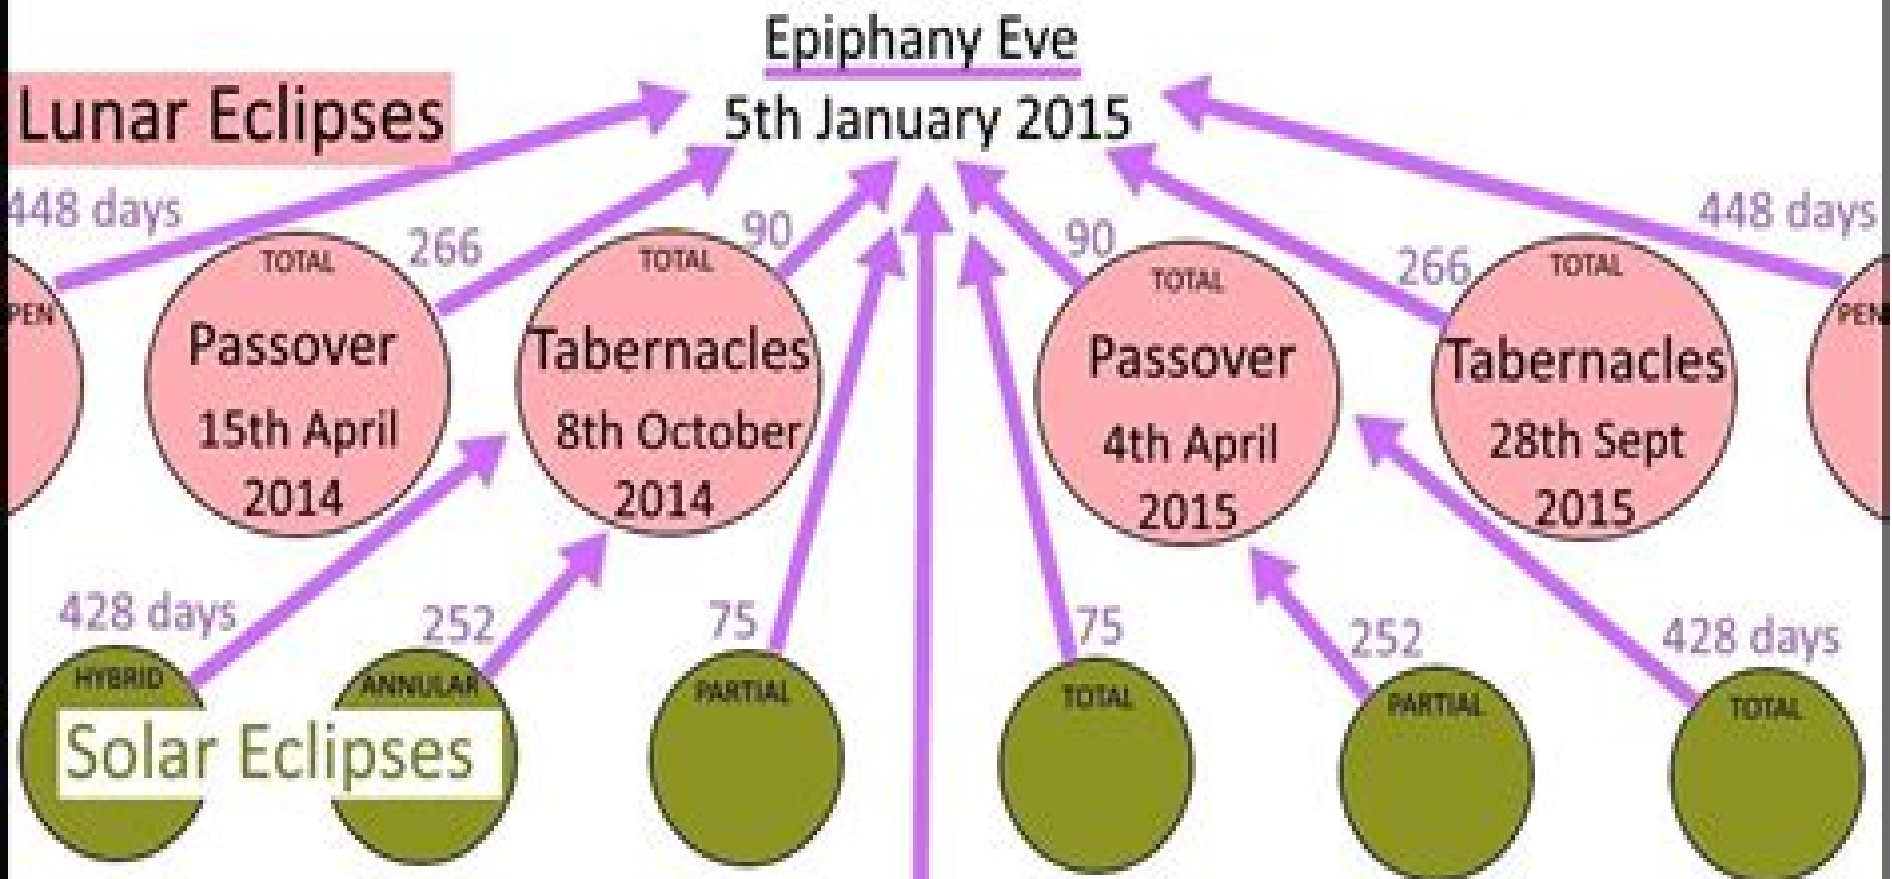 Epiphany Eve
5th January 2015
Lunar Eclipses
448 days
266
90
90
266
448 days
PEN
TOTAL
Passover
15th April
2014
TOTAL
Tabernacles
8th October
2014
TOTAL
Passover
4th April
2015
TOTAL
Tabernacles
28th Sept
2015
PEN
428 days
252
75
75
252
428 days
HYBRID
ANNULAR
PARTIAL
TOTAL
PARTIAL
TOTAL
Solar Eclipses